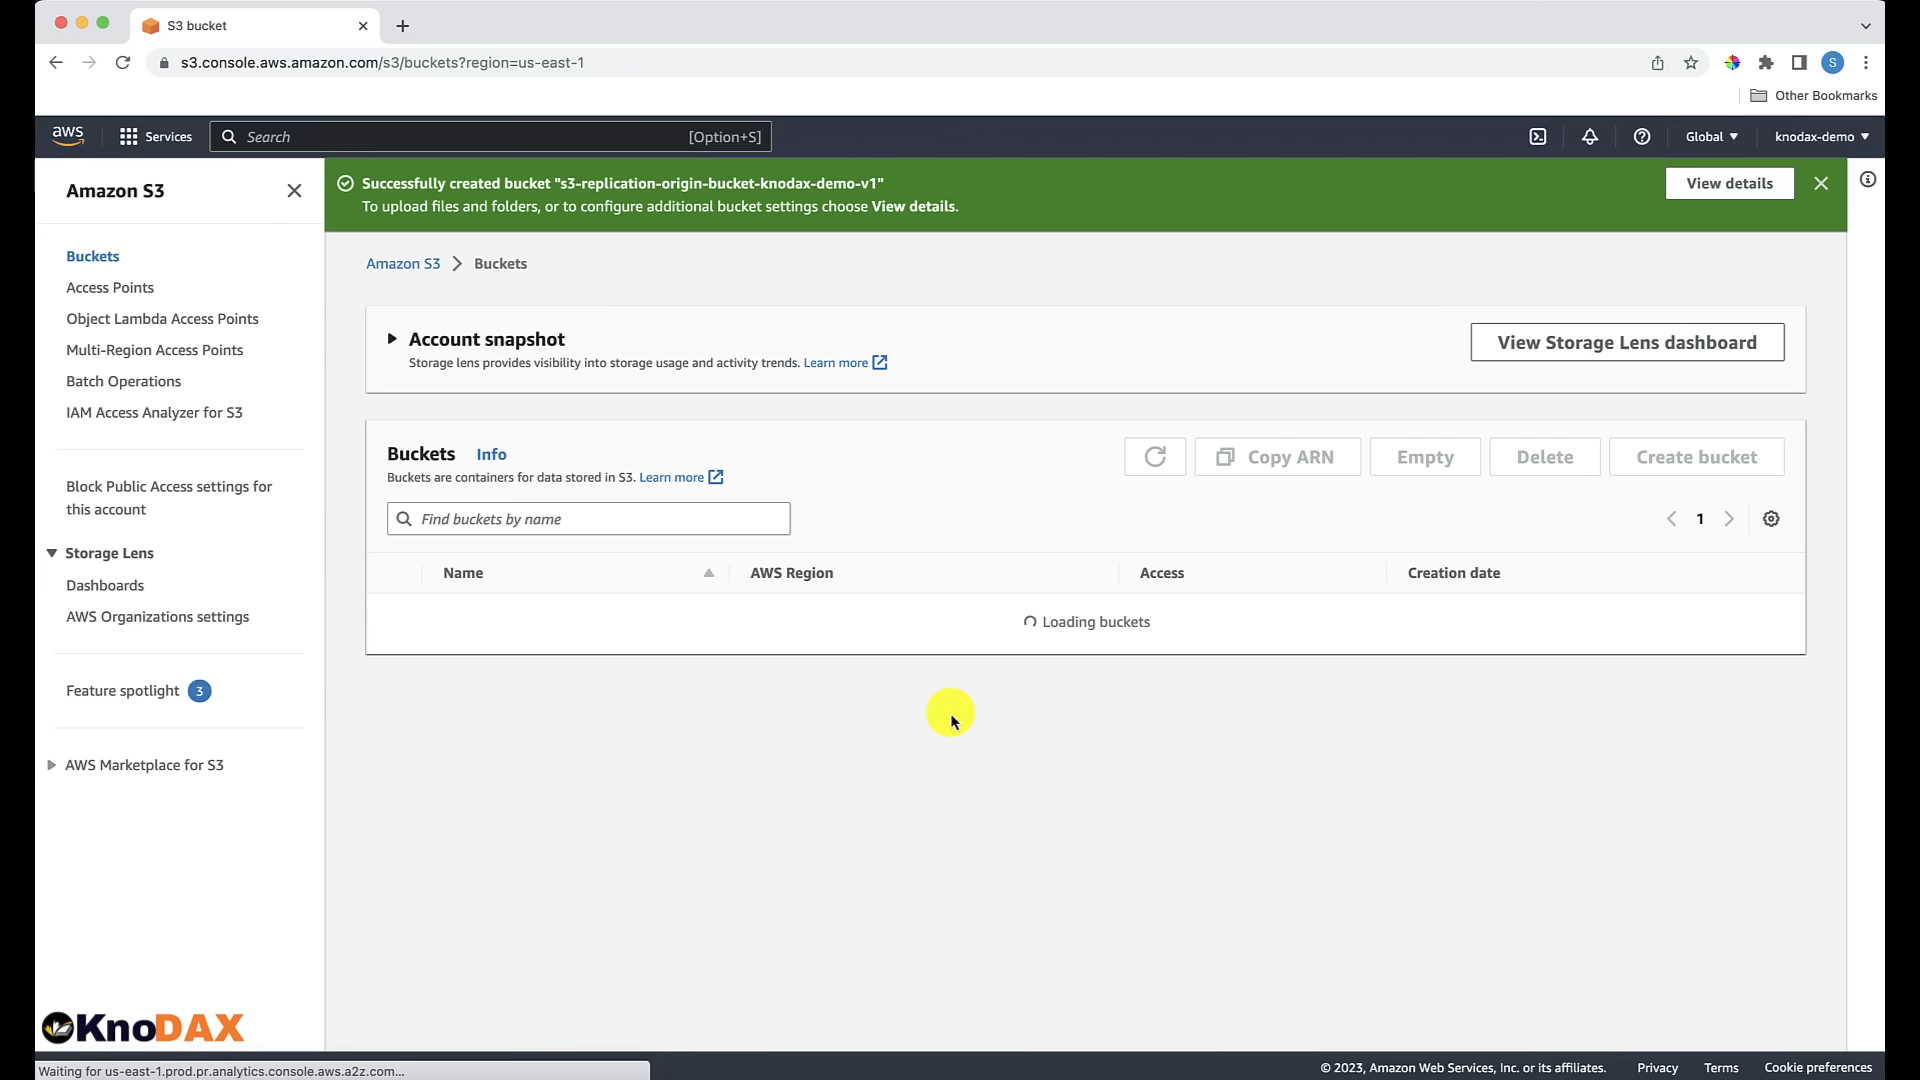 S3 bucket
s3.console.aws.amazon.com/s3/buckets?region=us-east-1
S
Other Bookmarks
aws
Services
Search
[Option+S]
Global
knodax-demo
Amazon S3
Successfully created bucket "s3-replication-origin-bucket-knodax-demo-v1"
To upload files and folders, or to configure additional bucket settings choose View details.
View details
Buckets
Access Points
Object Lambda Access Points
Multi-Region Access Points
Batch Operations
IAM Access Analyzer for S3
Block Public Access settings for
this account
Storage Lens
Dashboards
AWS Organizations settings
Feature spotlight 3
AWS Marketplace for S3
Amazon S3 > Buckets
Account snapshot
Storage lens provides visibility into storage usage and activity trends. Learn more
View Storage Lens dashboard
Buckets Info
Buckets are containers for data stored in S3. Learn more
Copy ARN
Empty
Delete
Create bucket
Find buckets by name
1
Name
AWS Region
Access
Creation date
Loading buckets
KnoDAX
Waiting for us-east-1.prod.pr.analytics.console.aws.a2z.com...
© 2023, Amazon Web Services, Inc. or its affiliates.
Privacy
Terms
Cookie preferences